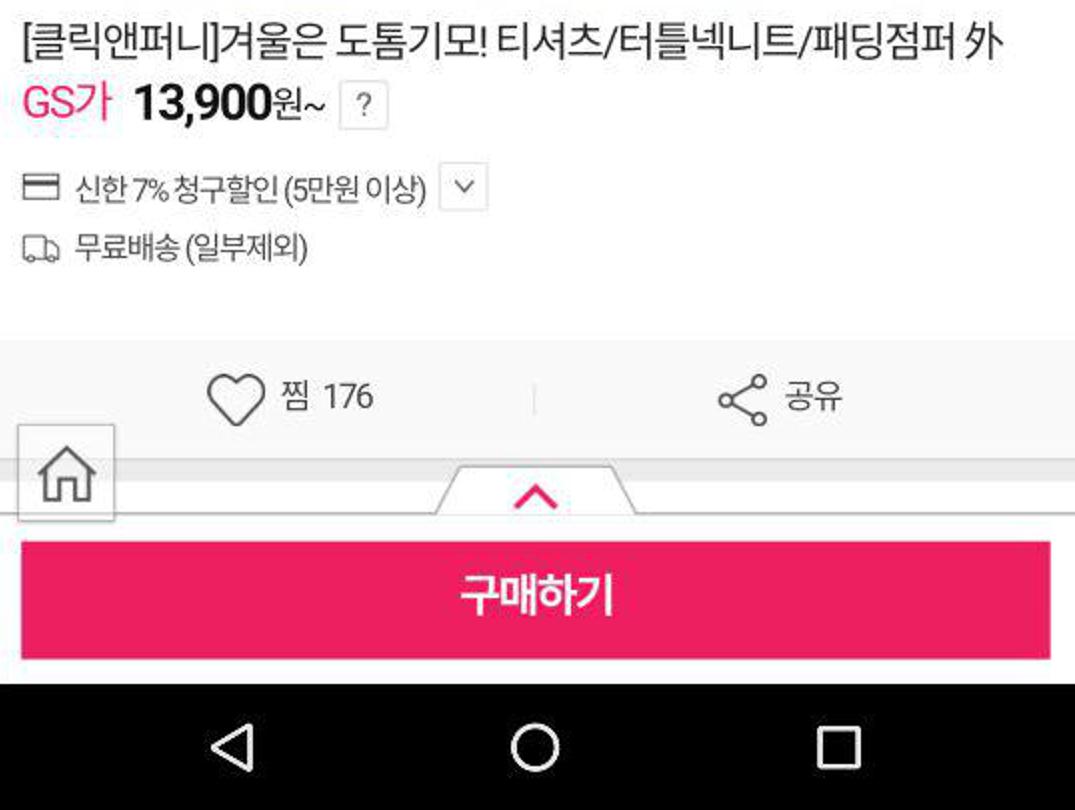 [클릭앤퍼니]겨울은 도톰기모! 티셔츠/터틀넥니트/패딩점퍼 外
GS가 13,900원~ ?
신한 7% 청구할인 (5만원 이상)
무료배송 (일부제외)
찜 176 공유
구매하기